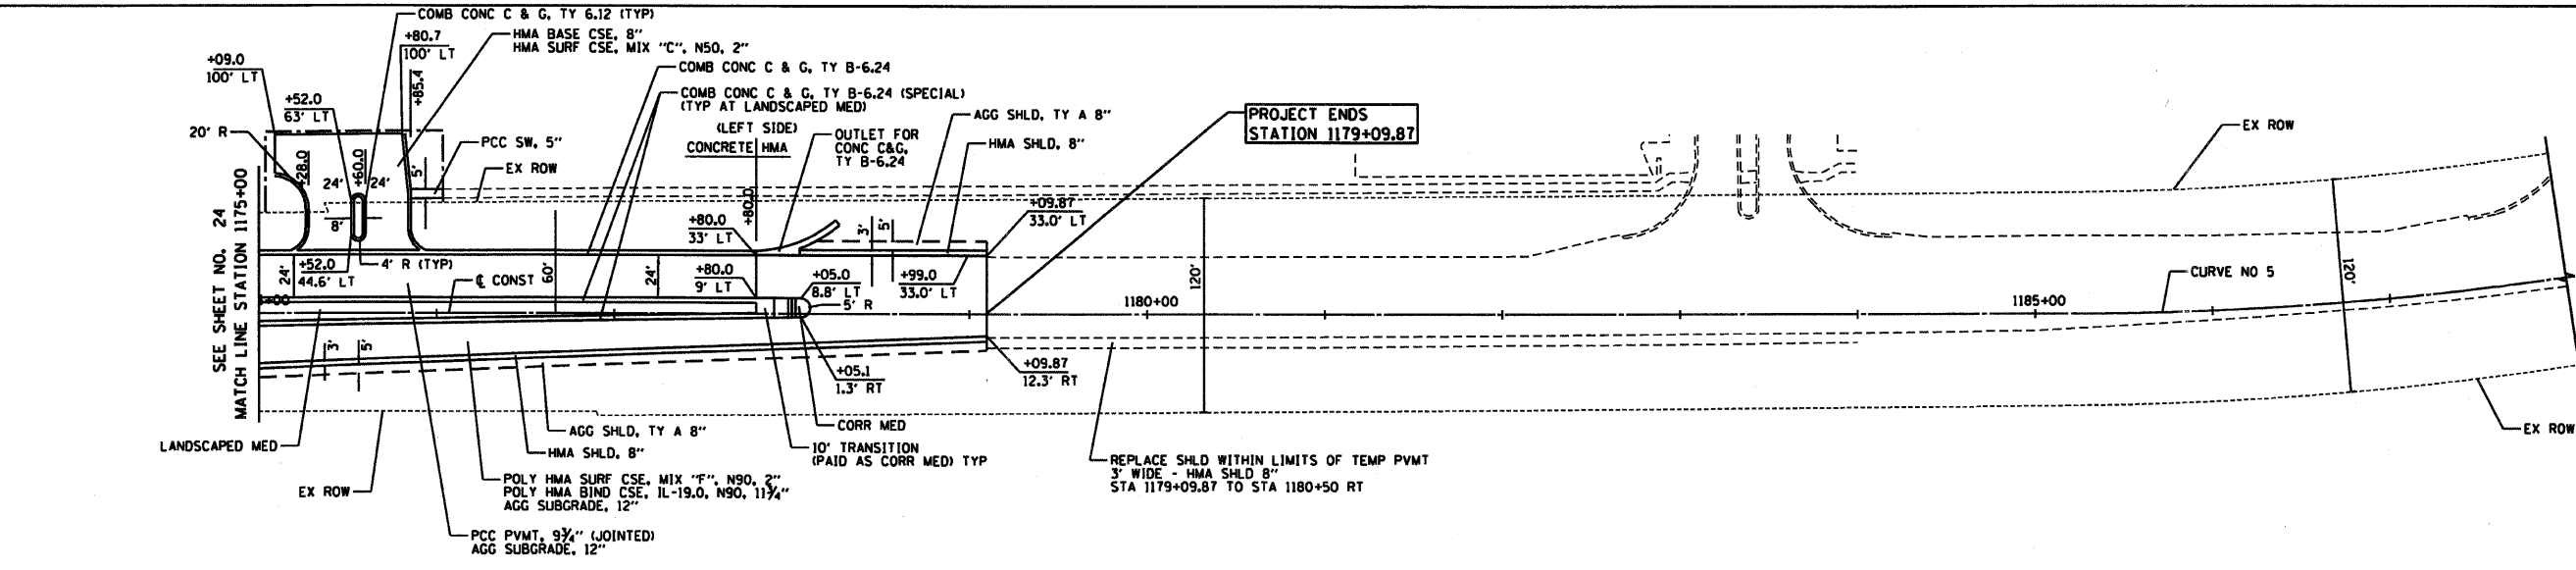 COMB CONC C & G, TY 6.12 (TYP)
+80.7
100' LT
HMA BASE CSE, 8"
HMA SURF CSE, MIX "C", N50, 2"
+09.0
100' LT
+85.4
COMB CONC C & G, TY B-6.24
+52.0
63' LT
COMB CONC C & G, TY B-6.24 (SPECIAL)
(TYP AT LANDSCAPED MED)
AGG SHLD, TY A 8"
PROJECT ENDS
STATION 1179+09.87
EX ROW
20' R
(LEFT SIDE)
CONCRETE HMA
OUTLET FOR
CONC C&G,
TY B-6.24
HMA SHLD, 8"
PCC SW, 5"
+28.0
24'
+60.0
24'
5'
EX ROW
8'
+80.0
+80.0
33' LT
3'
5'
+09.87
33.0' LT
SEE SHEET NO. 24
MATCH LINE STATION 1175+00
24'
+52.0
44.6' LT
4' R (TYP)
60'
24'
+80.0
9' LT
+05.0
8.8' LT
+99.0
33.0' LT
120'
CURVE NO 5
120'
℄ CONST
5' R
1180+00
1185+00
3'
5'
+05.1
1.3' RT
+09.87
12.3' RT
LANDSCAPED MED
AGG SHLD, TY A 8"
CORR MED
EX ROW
HMA SHLD, 8"
10' TRANSITION
(PAID AS CORR MED) TYP
REPLACE SHLD WITHIN LIMITS OF TEMP PVMT
3' WIDE - HMA SHLD 8"
STA 1179+09.87 TO STA 1180+50 RT
EX ROW
POLY HMA SURF CSE, MIX "F", N90, 2"
POLY HMA BIND CSE, IL-19.0, N90, 11¼"
AGG SUBGRADE, 12"
PCC PVMT, 9¾" (JOINTED)
AGG SUBGRADE, 12"